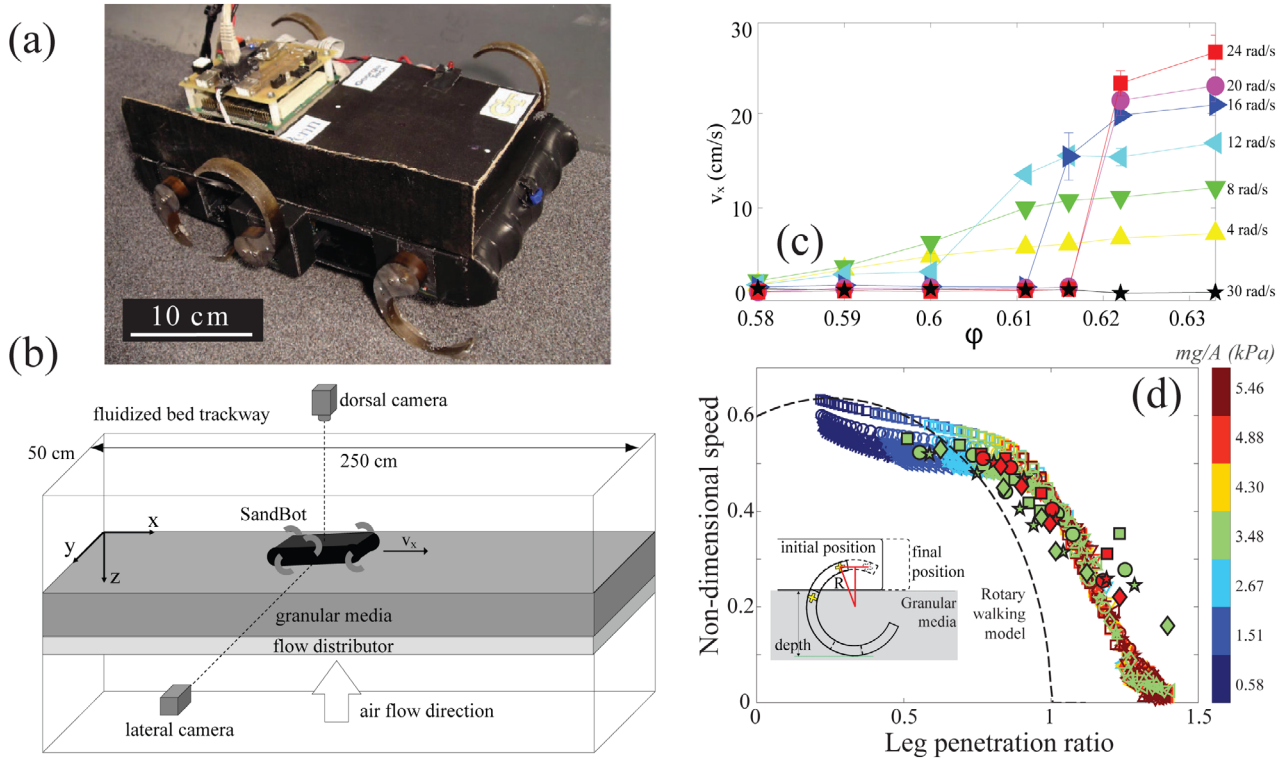 (a)
10 cm
(b)
dorsal camera
fluidized bed trackway
50 cm
250 cm
SandBot
x
y
z
vₓ
granular media
flow distributor
air flow direction
lateral camera
(c)
vₓ (cm/s)
30
20
10
0
0.58 0.59 0.6 0.61 0.62 0.63
φ
24 rad/s
20 rad/s
16 rad/s
12 rad/s
8 rad/s
4 rad/s
30 rad/s
(d)
mg/A (kPa)
5.46
4.88
4.30
3.48
2.67
1.51
0.58
Non-dimensional speed
0.6
0.4
0.2
0
0 0.5 1 1.5
Leg penetration ratio
initial position
final
position
R
Granular
media
depth
Rotary
walking
model